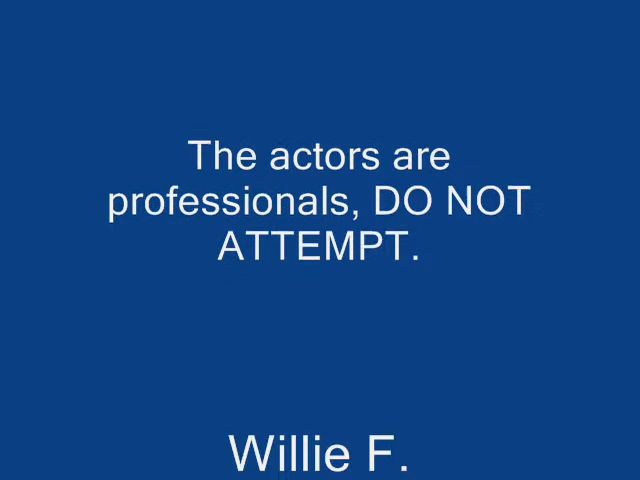 The actors are
professionals, DO NOT
ATTEMPT.
Willie F.